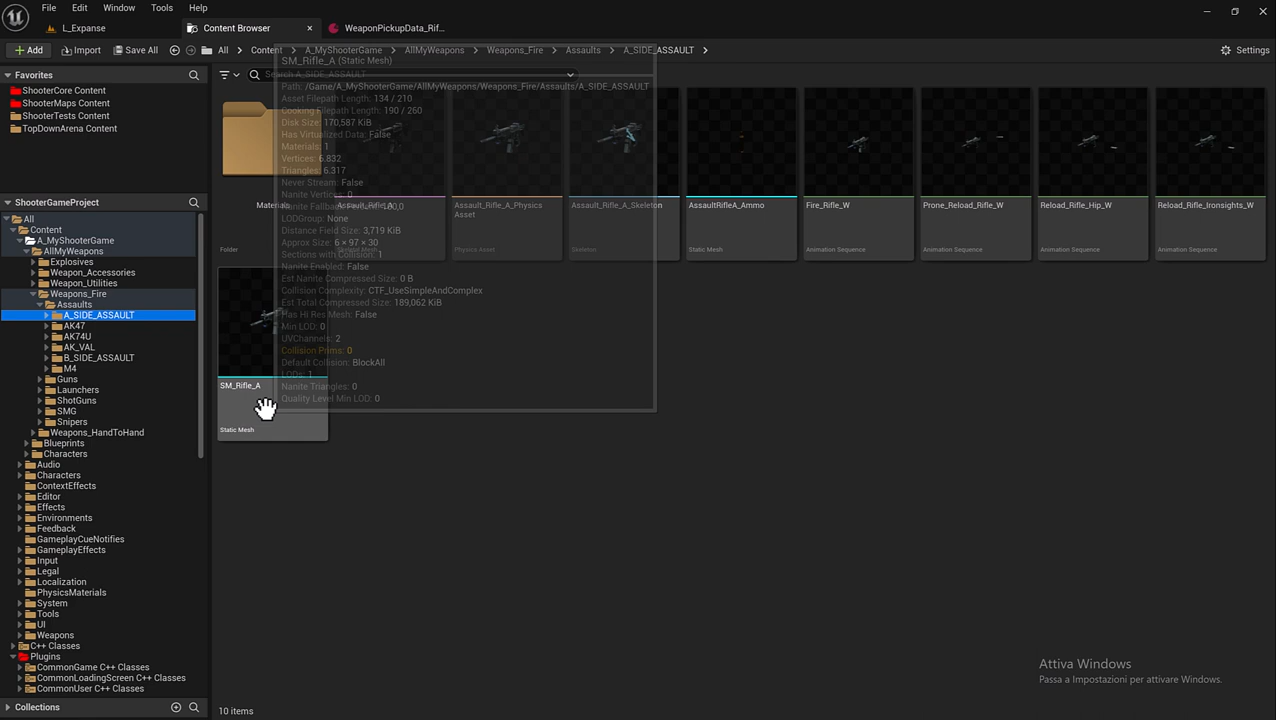 File Edit Window Tools Help
L_Expanse
Content Browser
WeaponPickupData_Rif...
Add
Import
Save All
All
Content
A_MyShooterGame
AllMyWeapons
Weapons_Fire
Assaults
A_SIDE_ASSAULT
Settings
Favorites
ShooterCore Content
ShooterMaps Content
ShooterTests Content
TopDownArena Content
ShooterGameProject
All
Content
A_MyShooterGame
AllMyWeapons
Explosives
Weapon_Accessories
Weapon_Utilities
Weapons_Fire
Assaults
A_SIDE_ASSAULT
AK47
AK74U
AK_VAL
B_SIDE_ASSAULT
M4
Guns
Launchers
ShotGuns
SMG
Snipers
Weapons_HandToHand
Blueprints
Characters
Audio
Characters
ContextEffects
Editor
Effects
Environments
Feedback
GameplayCueNotifies
GameplayEffects
Input
Legal
Localization
PhysicsMaterials
System
Tools
UI
Weapons
C++ Classes
Plugins
CommonGame C++ Classes
CommonLoadingScreen C++ Classes
CommonUser C++ Classes
Collections
Search A_SIDE_ASSAULT
SM_Rifle_A (Static Mesh)
Path: /Game/A_MyShooterGame/AllMyWeapons/Weapons_Fire/Assaults/A_SIDE_ASSAULT
Asset Filepath Length: 134 / 210
Cooking Filepath Length: 190 / 260
Disk Size: 170,587 KiB
Has Virtualized Data: False
Materials: 1
Vertices: 6.832
Triangles: 6.317
Never Stream: False
Nanite Vertices: 0
Nanite Fallback Percent: 100,0
LODGroup: None
Distance Field Size: 3,719 KiB
Approx Size: 6 × 97 × 30
Sections with Collision: 1
Nanite Enabled: False
Est Nanite Compressed Size: 0 B
Collision Complexity: CTF_UseSimpleAndComplex
Est Total Compressed Size: 189,062 KiB
Has Hi Res Mesh: False
Min LOD: 0
UVChannels: 2
Collision Prims: 0
Default Collision: BlockAll
LODs: 1
Nanite Triangles: 0
Quality Level Min LOD: 0
Folder
Assault_Rifle_A
Skeletal Mesh
Assault_Rifle_A_Physics
Asset
Physics Asset
Assault_Rifle_A_Skeleton
Skeleton
AssaultRifleA_Ammo
Static Mesh
Fire_Rifle_W
Animation Sequence
Prone_Reload_Rifle_W
Animation Sequence
Reload_Rifle_Hip_W
Animation Sequence
Reload_Rifle_Ironsights_W
Animation Sequence
SM_Rifle_A
Static Mesh
10 items
Attiva Windows
Passa a Impostazioni per attivare Windows.